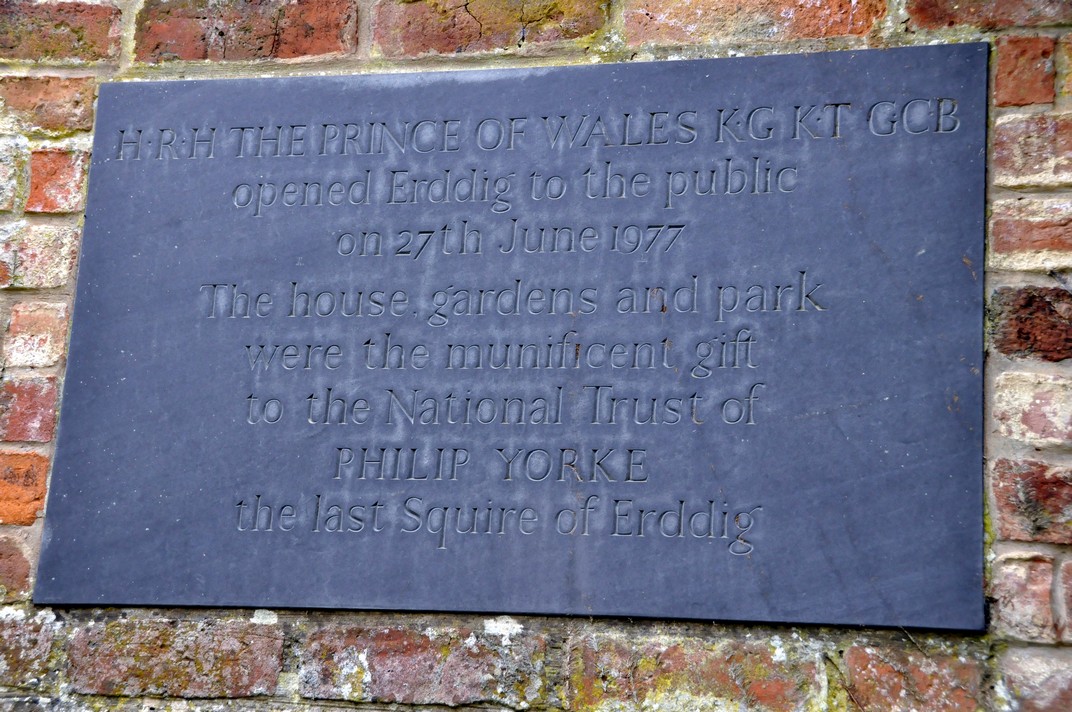 H·R·H THE PRINCE OF WALES K·G K·T G·C·B
opened Erddig to the public
on 27th June 1977
The house, gardens and park
were the munificent gift
to the National Trust of
PHILIP YORKE
the last Squire of Erddig